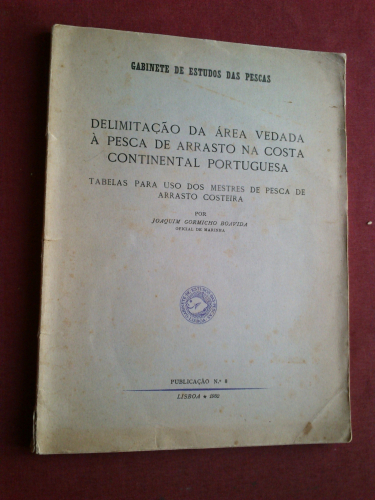 GABINETE DE ESTUDOS DAS PESCAS
DELIMITAÇÃO DA ÁREA VEDADA
À PESCA DE ARRASTO NA COSTA
CONTINENTAL PORTUGUESA
TABELAS PARA USO DOS MESTRES DE PESCA DE
ARRASTO COSTEIRA
POR
JOAQUIM GORMICHO BOAVIDA
OFICIAL DE MARINHA
PUBLICAÇÃO N.º
LISBOA